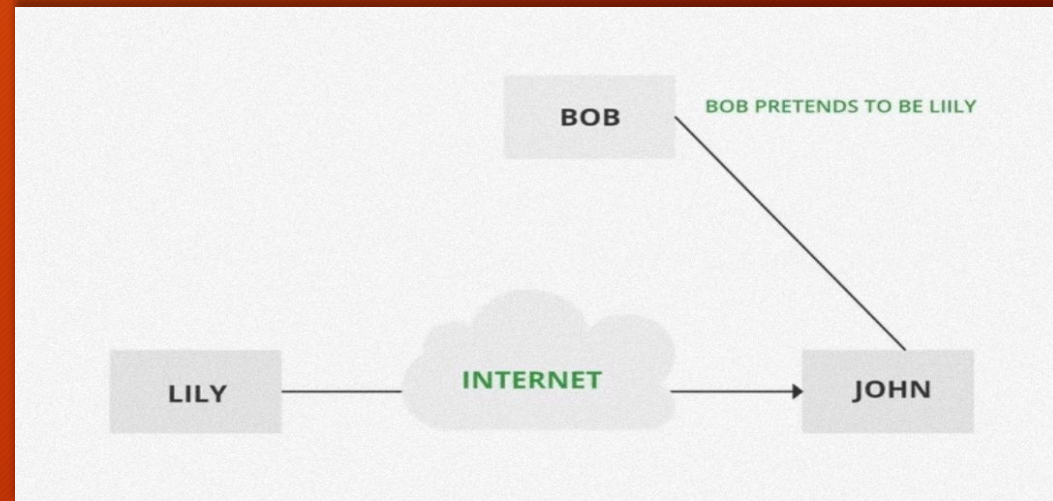 BOB
BOB PRETENDS TO BE LIILY
INTERNET
LILY
JOHN